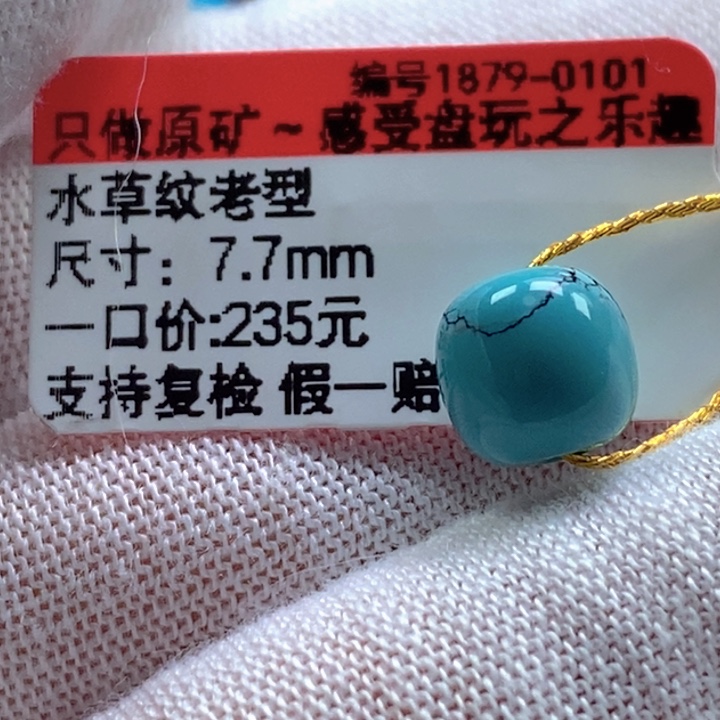 编号1879-0101
只做原矿~感受盘玩之乐趣
水草纹老型
尺寸：7.7mm
一口价:235元
支持复检 假一赔